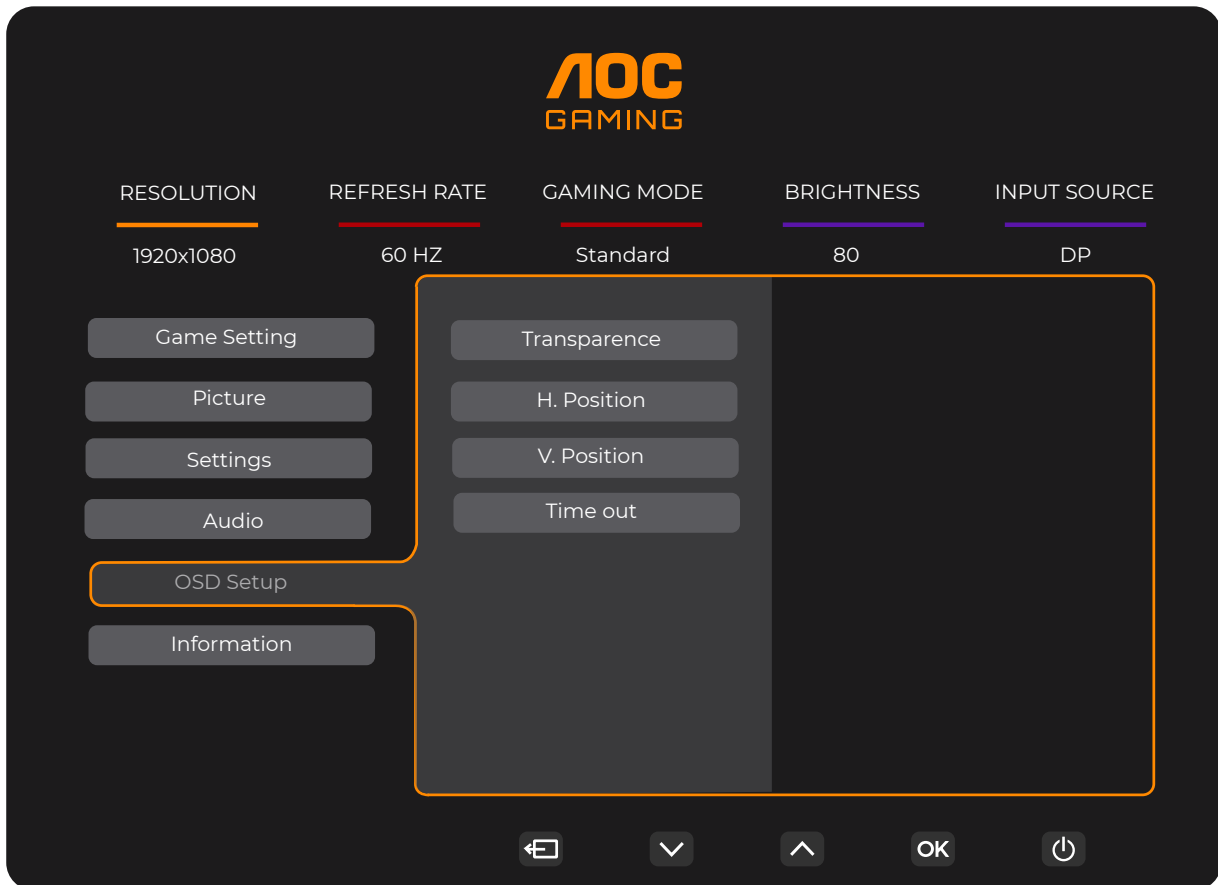 AOC
GAMING
RESOLUTION REFRESH RATE GAMING MODE BRIGHTNESS INPUT SOURCE
1920x1080 60 HZ Standard 80 DP
Game Setting Transparence
Picture H. Position
Settings V. Position
Audio Time out
OSD Setup
Information
OK